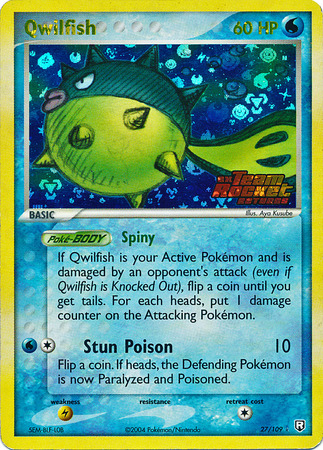 Qwilfish 60 HP
EX
Team
Rocket
RETURNS
BASIC
Illus. Aya Kusube
Poké-BODY Spiny
If Qwilfish is your Active Pokémon and is
damaged by an opponent's attack (even if
Qwilfish is Knocked Out), flip a coin until you
get tails. For each heads, put 1 damage
counter on the Attacking Pokémon.
Stun Poison 10
Flip a coin. If heads, the Defending Pokémon
is now Paralyzed and Poisoned.
weakness resistance retreat cost
©2004 Pokémon/Nintendo 27/109 R